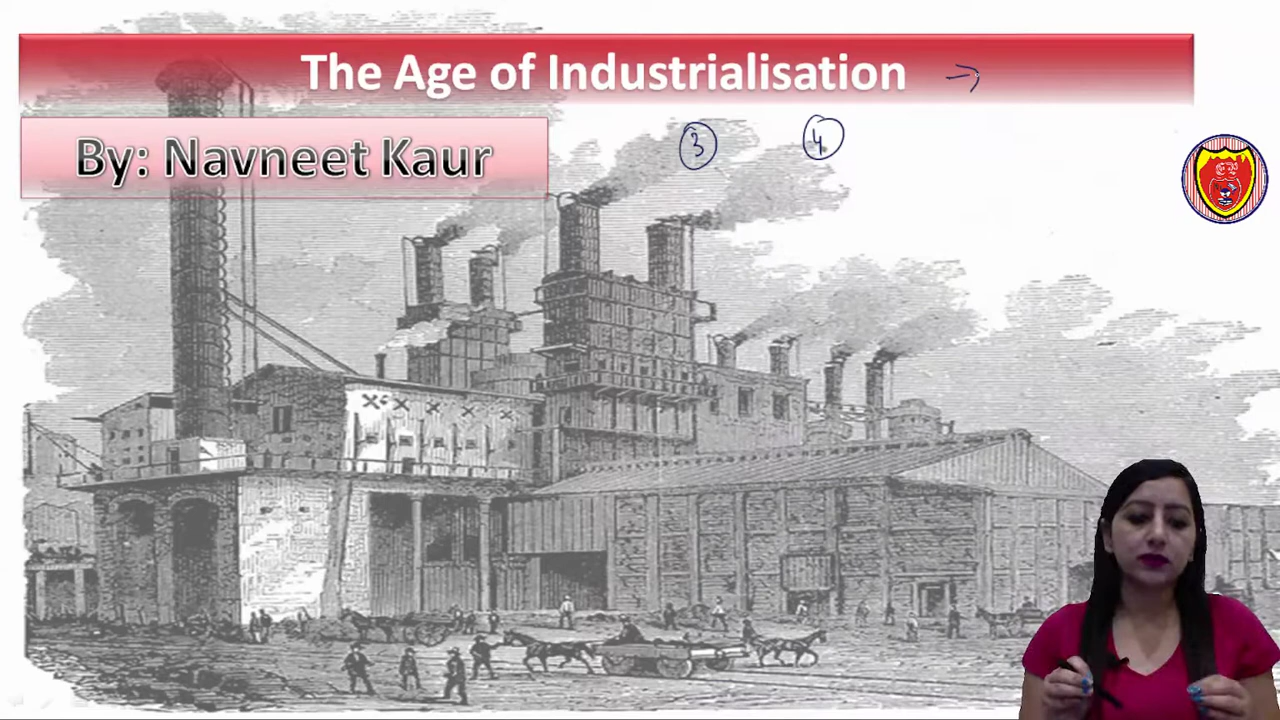 The Age of Industrialisation →
By: Navneet Kaur
3 4